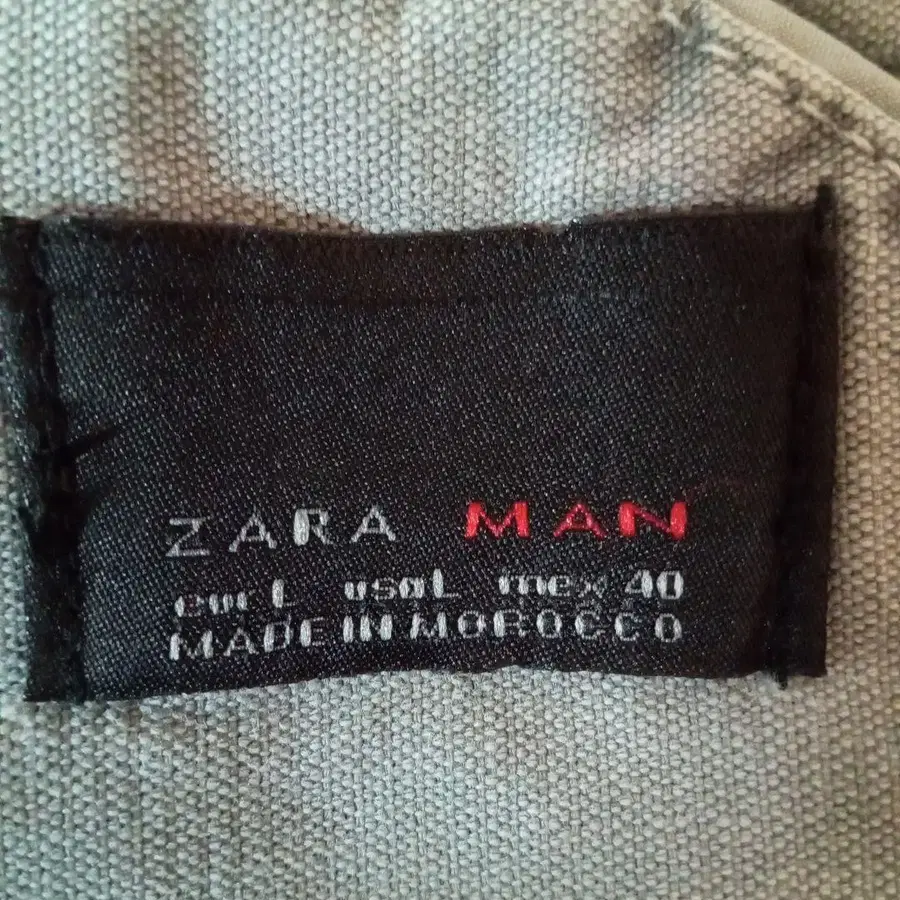 ZARA MAN
eur L usa L mex 40
MADE IN MOROCCO